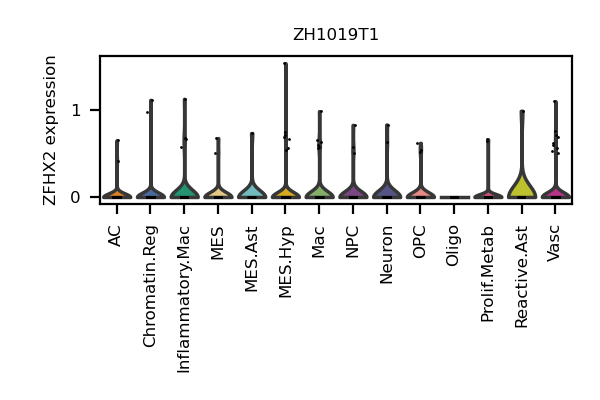 ZH1019T1
ZFHX2 expression
1
0
AC
Chromatin.Reg
Inflammatory.Mac
MES
MES.Ast
MES.Hyp
Mac
NPC
Neuron
OPC
Oligo
Prolif.Metab
Reactive.Ast
Vasc